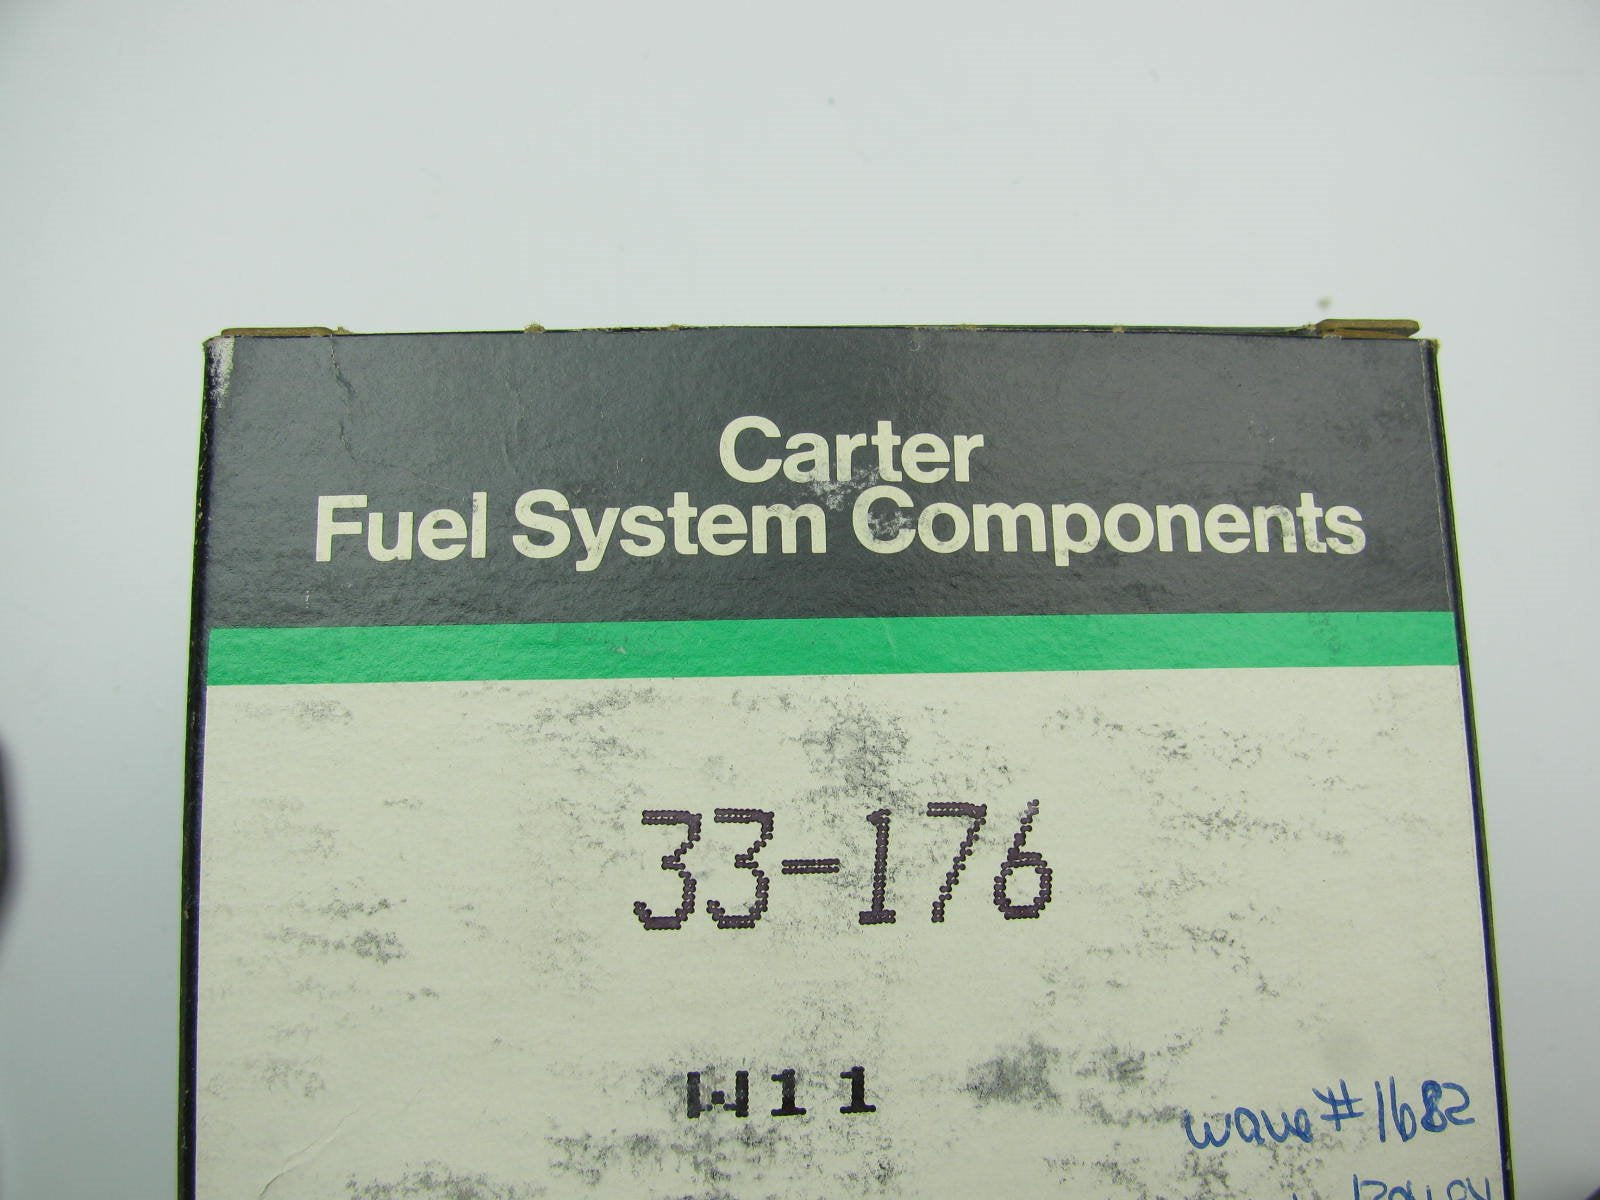 Carter
Fuel System Components
33-176
W11
wave #1682